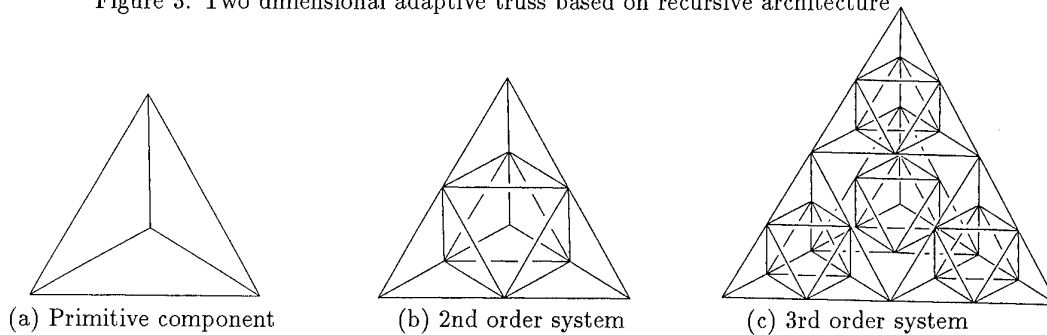 Figure 3. Two dimensional adaptive truss based on recursive architecture
(a) Primitive component
(b) 2nd order system
(c) 3rd order system